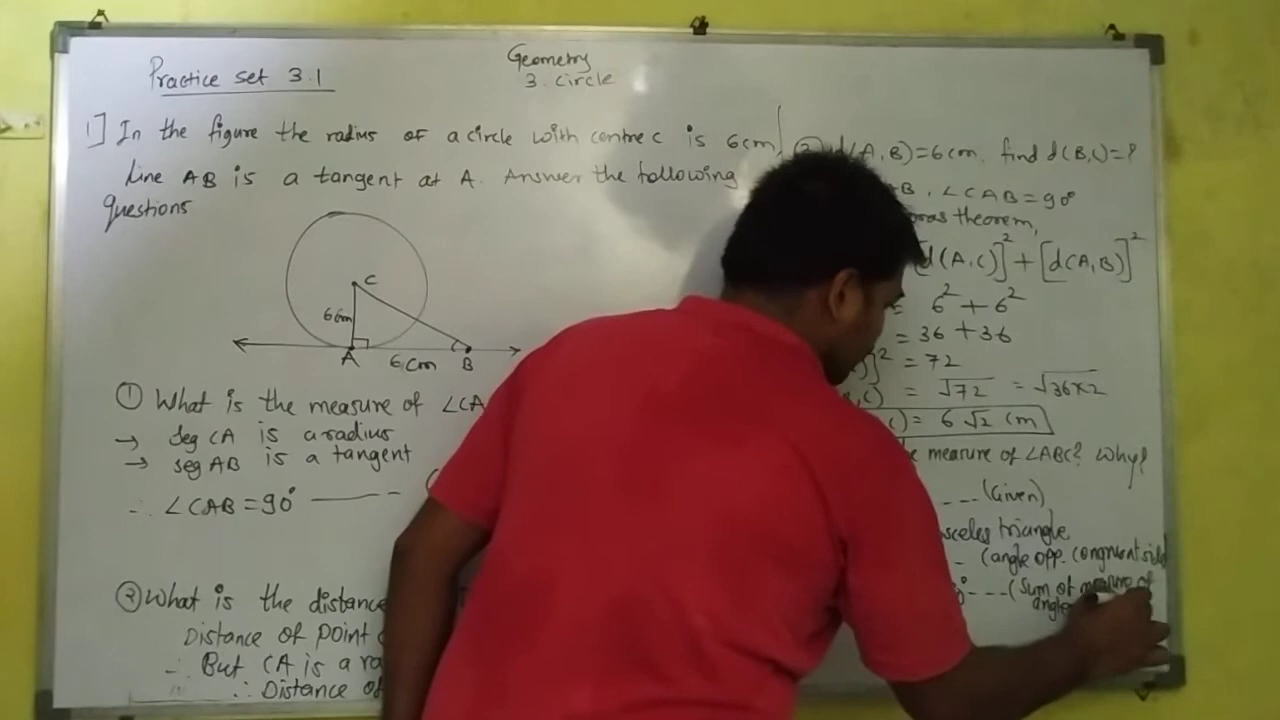 Geometry
3. Circle
Practice set 3.1
1] In the figure the radius of a circle with centre C is 6cm
Line AB is a tangent at A. Answer the following
questions
C
6cm
A
6cm
B
① What is the measure of ∠CA
→ seg CA is a radius
→ seg AB is a tangent
∴ ∠CAB = 90° ——— -
② What is the distance
Distance of point
∴ But CA is a ra
∴ Distance of
d(A, B) = 6cm. find d(B,C)=?
B, ∠CAB = 90°
oras theorem,
[d(A,C)]² + [d(A,B)]²
= 6² + 6²
= 36 + 36
)]² = 72
,C) = √72 = √36×2
C) = 6√2 cm
e measure of ∠ABC? Why?
--- (Given)
sceles triangle
- (angle opp. congruent side
0° --- (Sum of measure of
angle